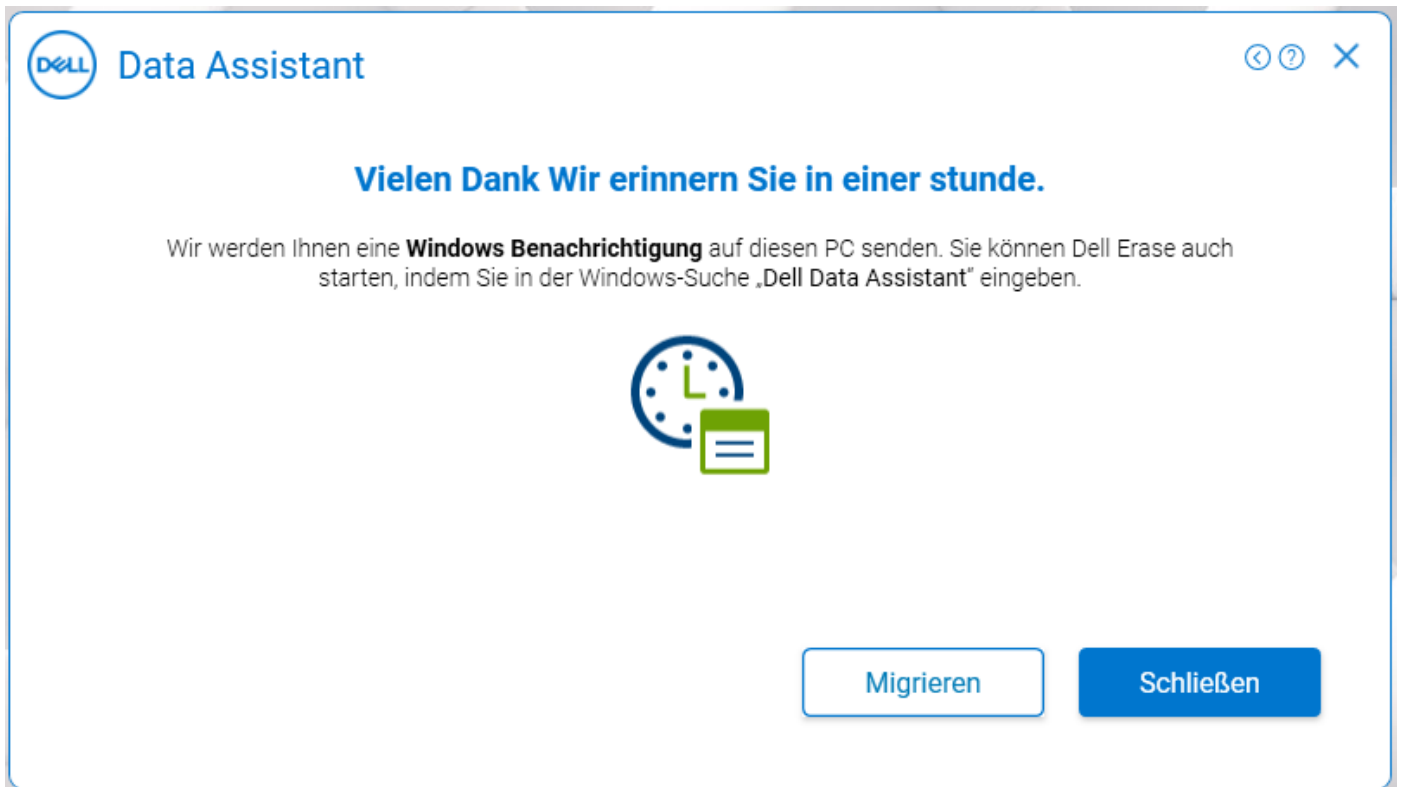 DELL Data Assistant
Vielen Dank Wir erinnern Sie in einer stunde.
Wir werden Ihnen eine Windows Benachrichtigung auf diesen PC senden. Sie können Dell Erase auch
starten, indem Sie in der Windows-Suche „Dell Data Assistant“ eingeben.
Migrieren Schließen